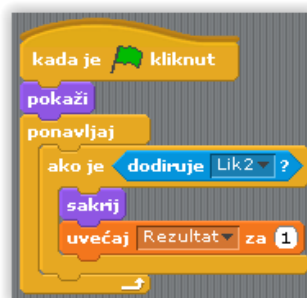 kada je kliknut
pokaži
ponavljaj
ako je dodiruje Lik2 ?
sakrij
uvećaj Rezultat za 1